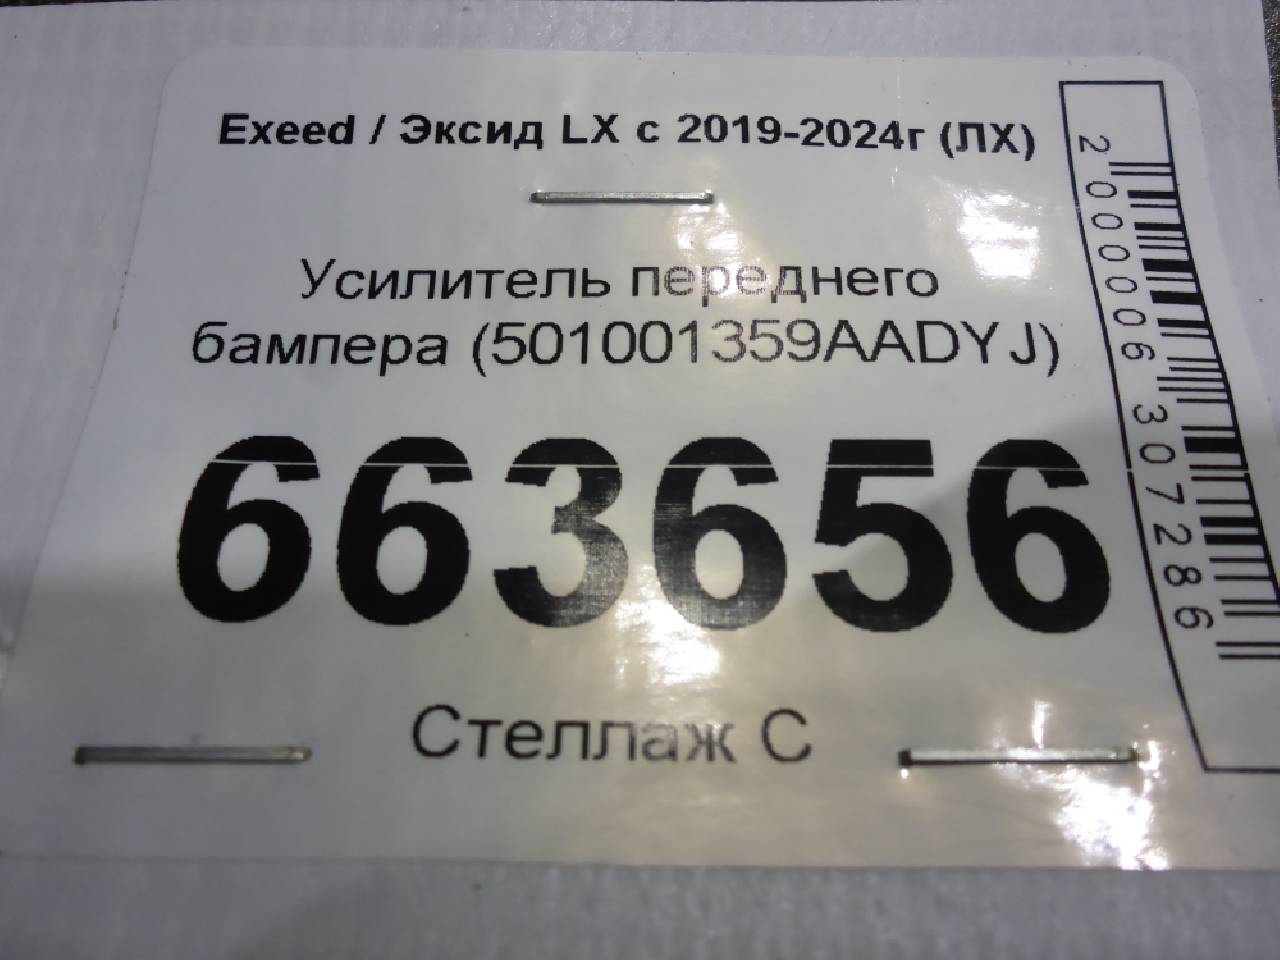 Exeed / Эксид LX с 2019-2024г (ЛХ)
Усилитель переднего
бампера (501001359AADYJ)
663656
Стеллаж С
2000006307286